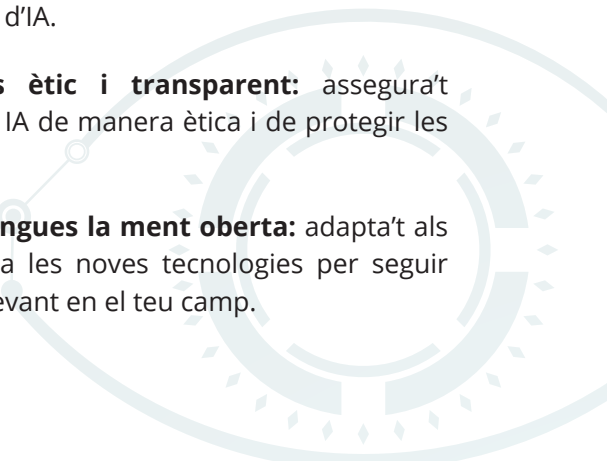 d’IA.
s ètic i transparent: assegura’t
IA de manera ètica i de protegir les
ngues la ment oberta: adapta’t als
a les noves tecnologies per seguir
evant en el teu camp.